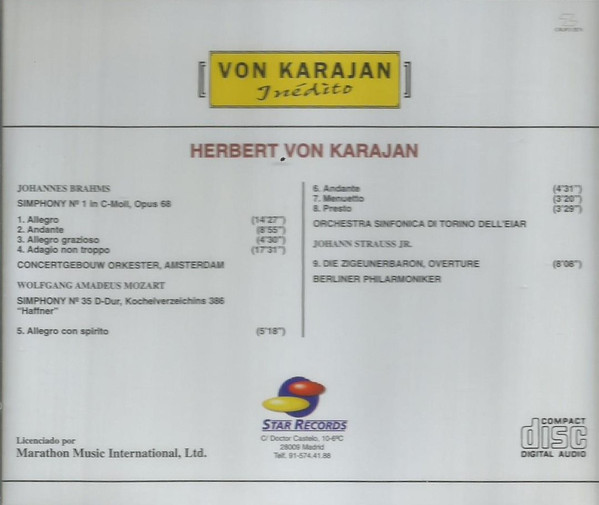 VON KARAJAN
Inédito
HERBERT VON KARAJAN
JOHANNES BRAHMS
SIMPHONY Nº 1 in C-Moll, Opus 68
1. Allegro (14'27")
2. Andante (8'55")
3. Allegro grazioso (4'30")
4. Adagio non troppo (17'31")
CONCERTGEBOUW ORKESTER, AMSTERDAM
WOLFGANG AMADEUS MOZART
SIMPHONY Nº 35 D-Dur, Kochelverzeichins 386
"Haffner"
5. Allegro con spirito (5'18")
6. Andante (4'31")
7. Menuetto (3'20")
8. Presto (3'29")
ORCHESTRA SINFONICA DI TORINO DELL'EIAR
JOHANN STRAUSS JR.
9. DIE ZIGEUNERBARON, OVERTURE (8'08")
BERLINER PHILARMONIKER
STAR RECORDS
C/ Doctor Castelo, 10-6ºC
28009 Madrid
Telf. 91-574.41.88
Licenciado por
Marathon Music International, Ltd.
COMPACT
disc
DIGITAL AUDIO